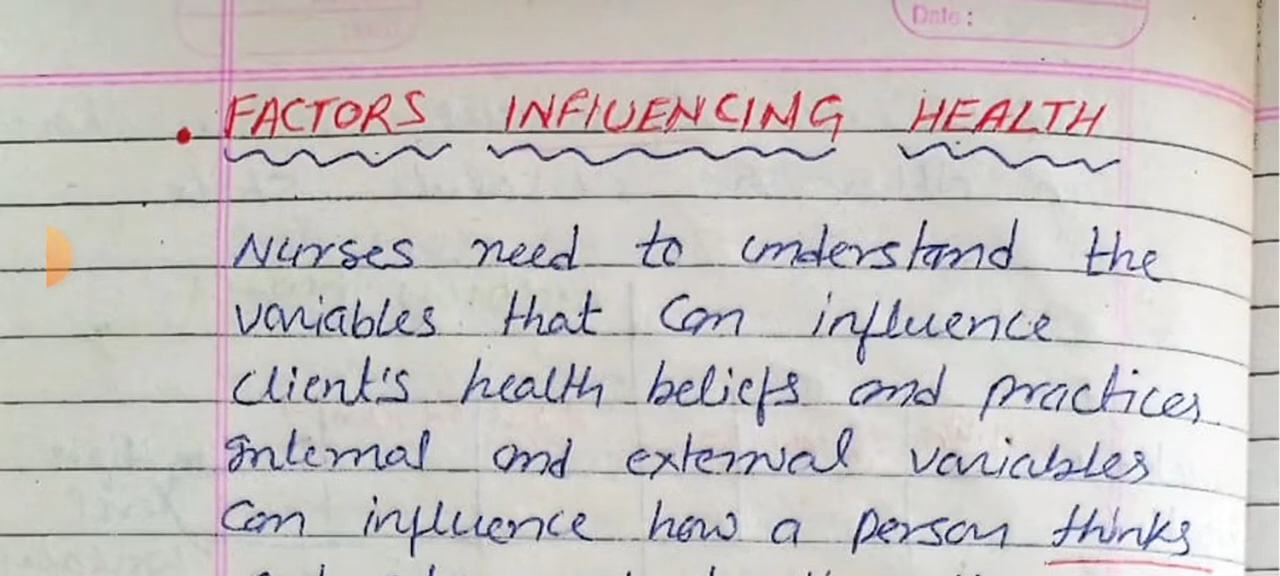 Date :
• FACTORS INFLUENCING HEALTH
Nurses need to understand the
variables that can influence
client's health beliefs and practices
Internal and external variables
can influence how a person thinks